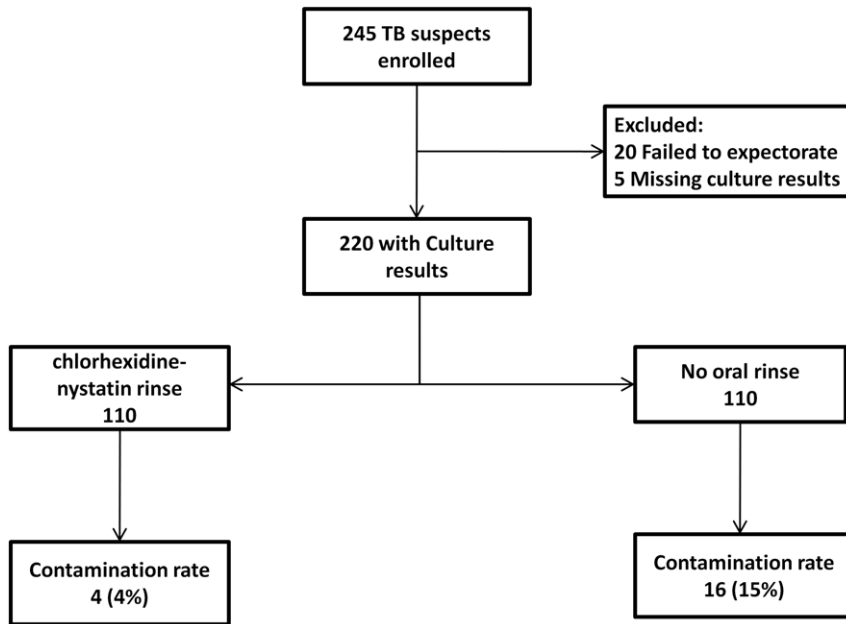 245 TB suspects
enrolled
Excluded:
20 Failed to expectorate
5 Missing culture results
220 with Culture
results
chlorhexidine-
nystatin rinse
110
No oral rinse
110
Contamination rate
4 (4%)
Contamination rate
16 (15%)